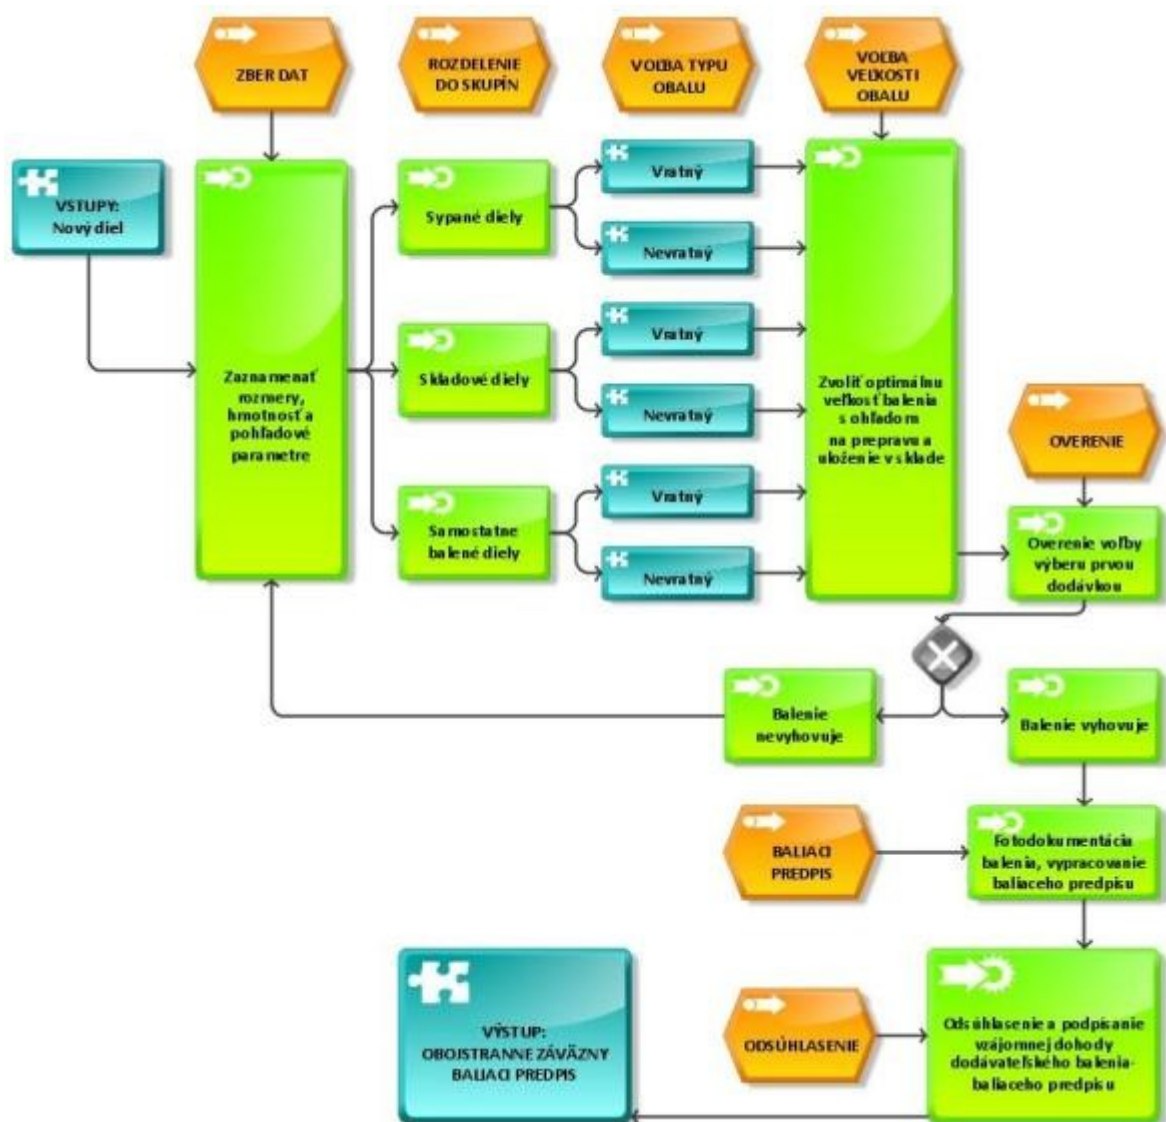 ZBER DAT
ROZDELENIE
DO SKUPÍN
VOĽBA TYPU
OBALU
VOĽBA
VEĽKOSTI
OBALU
VSTUPY:
Nový diel
Zaznamenať
rozmery,
hmotnosť a
pohľadové
parametre
Sypané diely
Vratný
Nevratný
Skladové diely
Vratný
Nevratný
Samostatne
balené diely
Vratný
Nevratný
Zvoliť optimálnu
veľkosť balenia
s ohľadom
na prepravu a
uloženie v sklade
OVERENIE
Overenie voľby
výberu prvou
dodávkou
Balenie
nevyhovuje
Balenie vyhovuje
BALIACI
PREDPIS
Fotodokumentácia
balenia, vypracovanie
baliaceho predpisu
VÝSTUP:
OBOJSTRANNE ZÁVÄZNY
BALIACI PREDPIS
ODSÚHLASENIE
Odsúhlasenie a podpísanie
vzájomnej dohody
dodávateľského balenia-
baliaceho predpisu